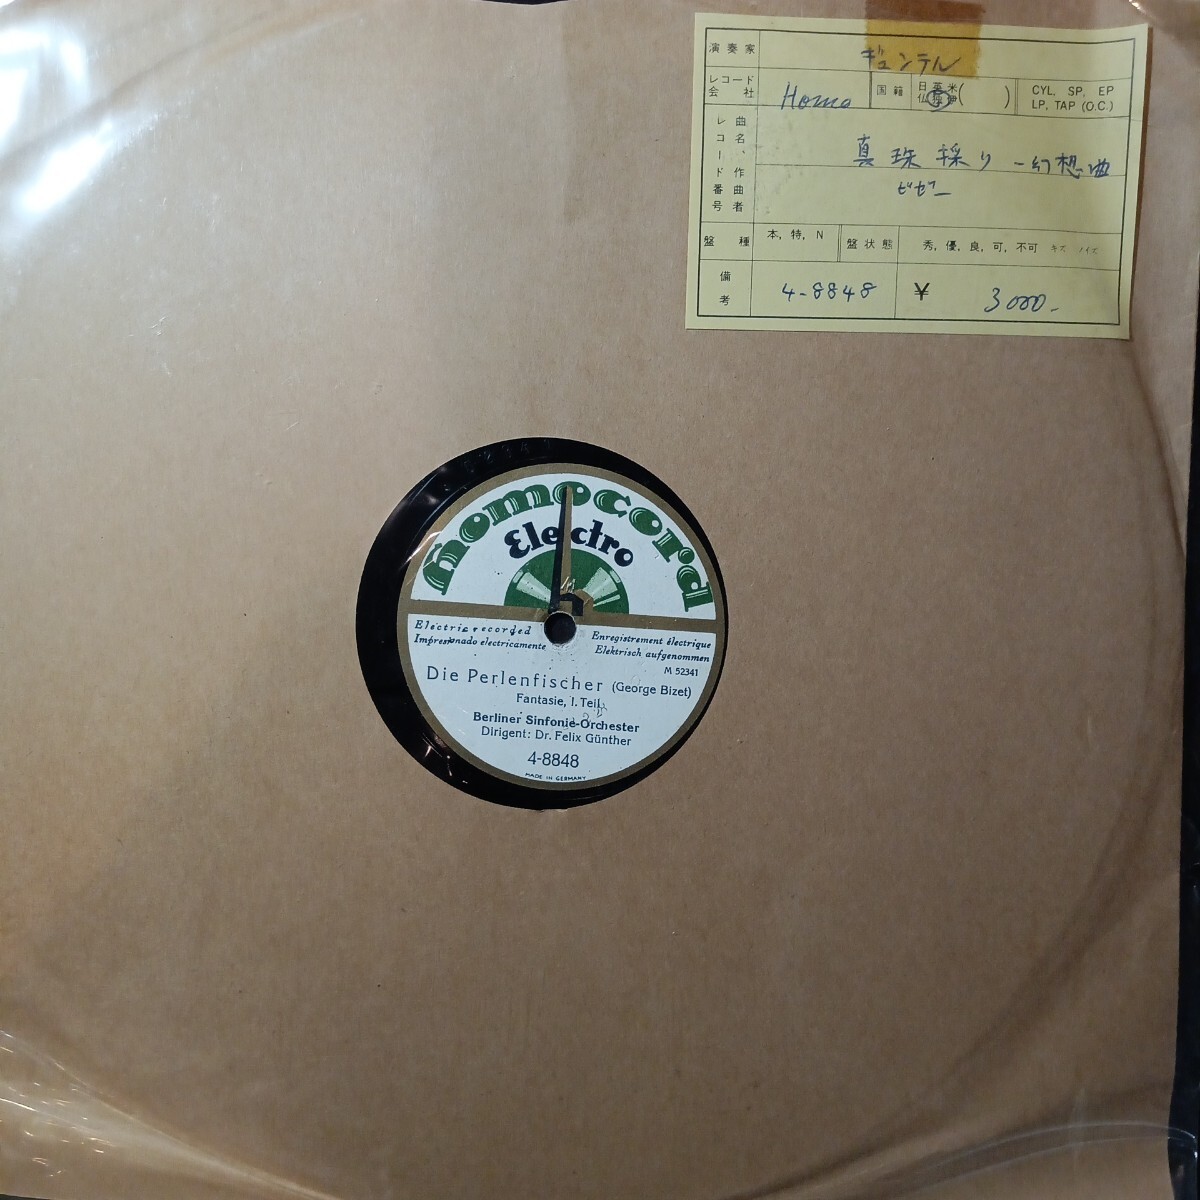 演奏家 ギュンテル
レコード会社 Homo 国籍 日英米仏独伊( ) CYL, SP, EP LP, TAP (O.C.)
曲名、作曲者 レコード番号 真珠採り－幻想曲
ビゼー
盤種 本, 特, N 盤状態 秀, 優, 良, 可, 不可 キズ ノイズ
備考 4-8848 ¥ 3000-
Homocord
Electro
Electric recorded Enregistrement électrique
Impresionado electricamente Elektrisch aufgenommen
M 52341
Die Perlenfischer (George Bizet)
Fantasie, I. Teil
Berliner Sinfonie-Orchester
Dirigent: Dr. Felix Günther
4-8848
MADE IN GERMANY